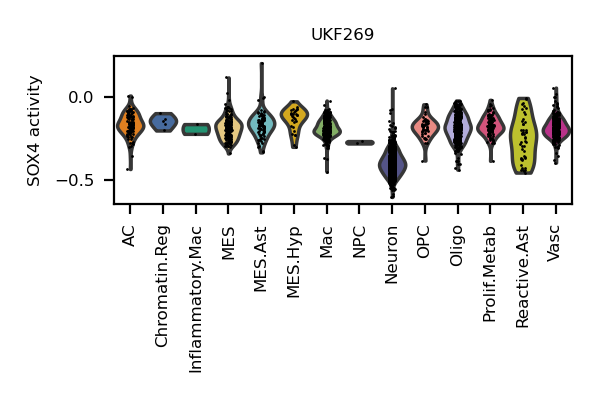 UKF269
SOX4 activity
0.0
−0.5
AC
Chromatin.Reg
Inflammatory.Mac
MES
MES.Ast
MES.Hyp
Mac
NPC
Neuron
OPC
Oligo
Prolif.Metab
Reactive.Ast
Vasc